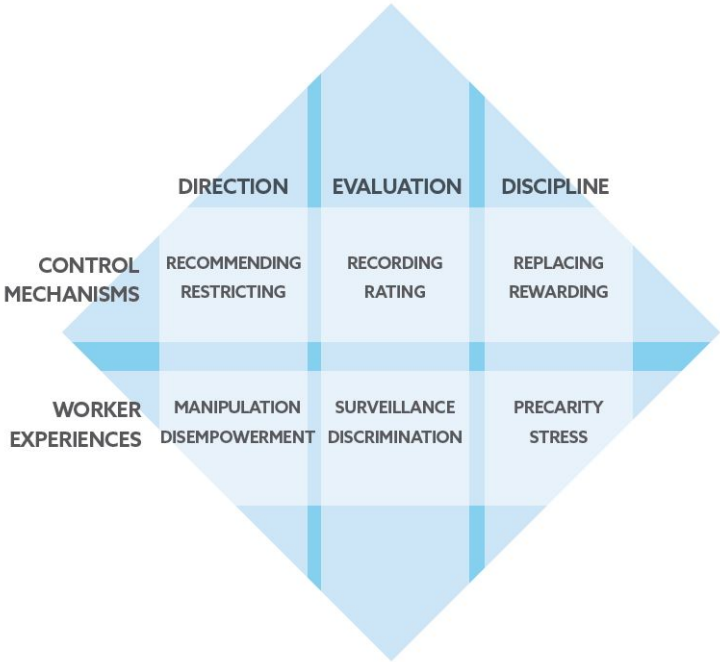 DIRECTION EVALUATION DISCIPLINE
CONTROL MECHANISMS
RECOMMENDING
RESTRICTING
RECORDING
RATING
REPLACING
REWARDING
WORKER EXPERIENCES
MANIPULATION
DISEMPOWERMENT
SURVEILLANCE
DISCRIMINATION
PRECARITY
STRESS